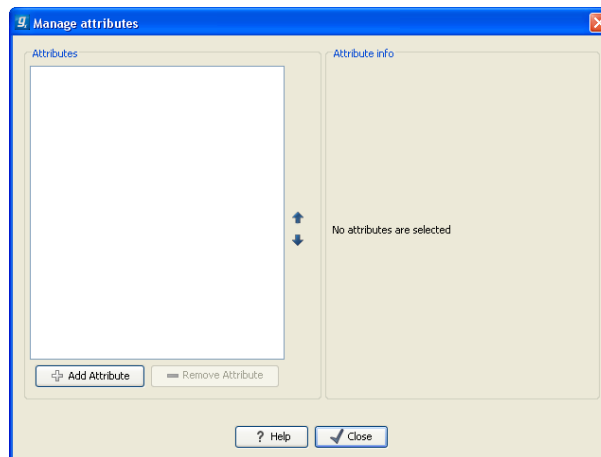 Manage attributes
Attributes
Attribute info
No attributes are selected
Add Attribute
Remove Attribute
? Help
Close